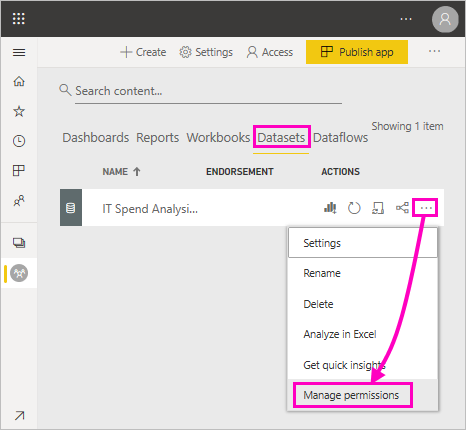 Create Settings Access Publish app
Search content...
Showing 1 item
Dashboards Reports Workbooks Datasets Dataflows
NAME ENDORSEMENT ACTIONS
IT Spend Analysi...
Settings
Rename
Delete
Analyze in Excel
Get quick insights
Manage permissions